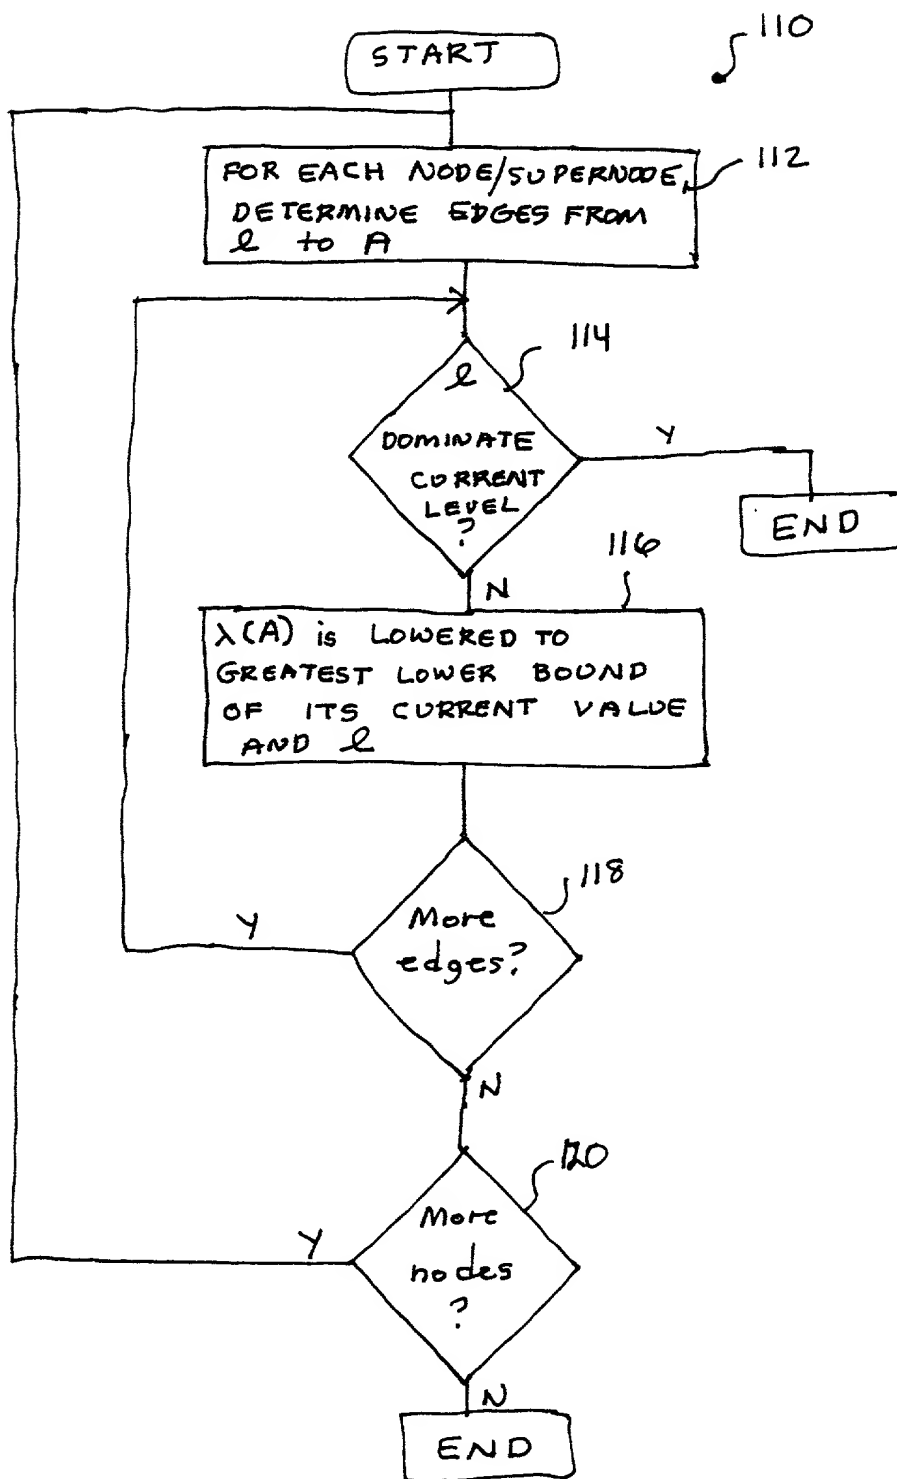 110
START
112
FOR EACH NODE/SUPERNODE,
DETERMINE EDGES FROM
ℓ to A
114
ℓ
DOMINATE
CURRENT
LEVEL
?
Y
END
N
116
λ(A) is LOWERED TO
GREATEST LOWER BOUND
OF ITS CURRENT VALUE
AND ℓ
118
More
edges?
Y
N
120
More
nodes
?
Y
N
END